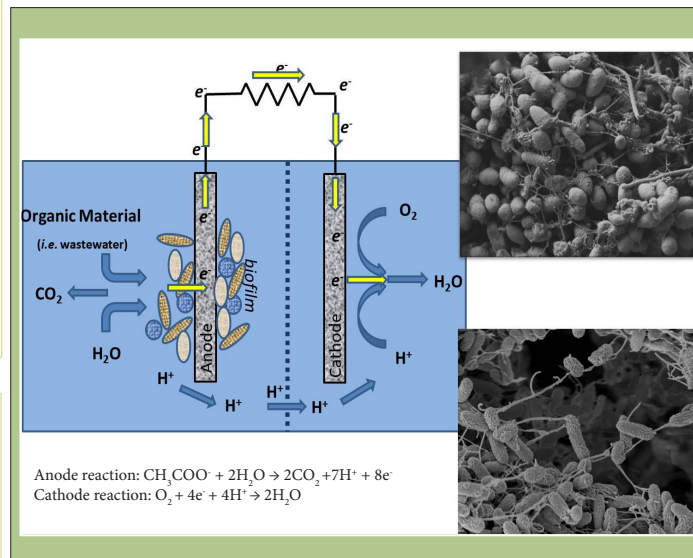 e⁻
e⁻
e⁻
e⁻
e⁻
e⁻
Organic Material
(i.e. wastewater)
CO₂
H₂O
e⁻
e⁻
biofilm
Anode
H⁺
H⁺
H⁺
H⁺
e⁻
e⁻
Cathode
O₂
H₂O
H⁺
Anode reaction: CH₃COO⁻ + 2H₂O → 2CO₂ +7H⁺ + 8e⁻
Cathode reaction: O₂ + 4e⁻ + 4H⁺→ 2H₂O